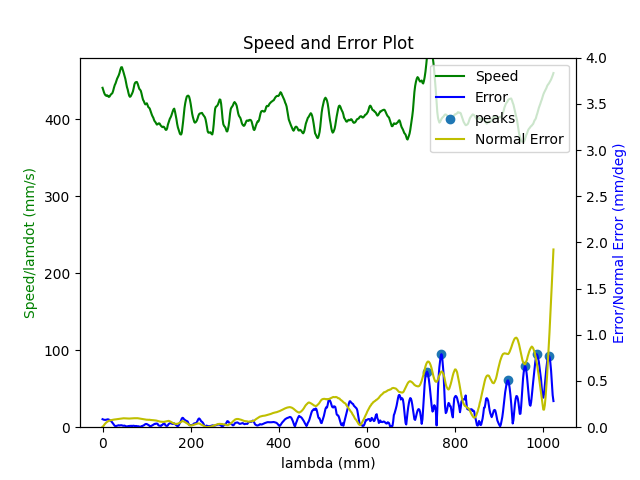 Speed and Error Plot
Speed
Error
peaks
Normal Error
Speed/lamdot (mm/s)
400
300
200
100
0
4.0
3.5
3.0
2.5
2.0
1.5
1.0
0.5
0.0
Error/Normal Error (mm/deg)
0 200 400 600 800 1000
lambda (mm)